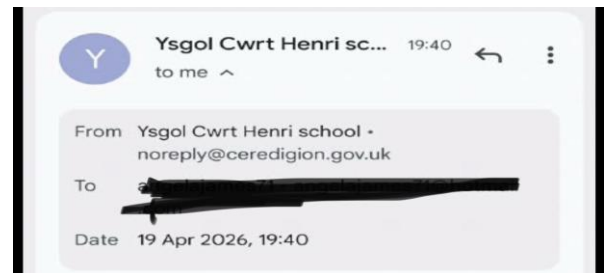 Y
Ysgol Cwrt Henri sc... 19:40
to me
From Ysgol Cwrt Henri school •
noreply@ceredigion.gov.uk
To
Date 19 Apr 2026, 19:40